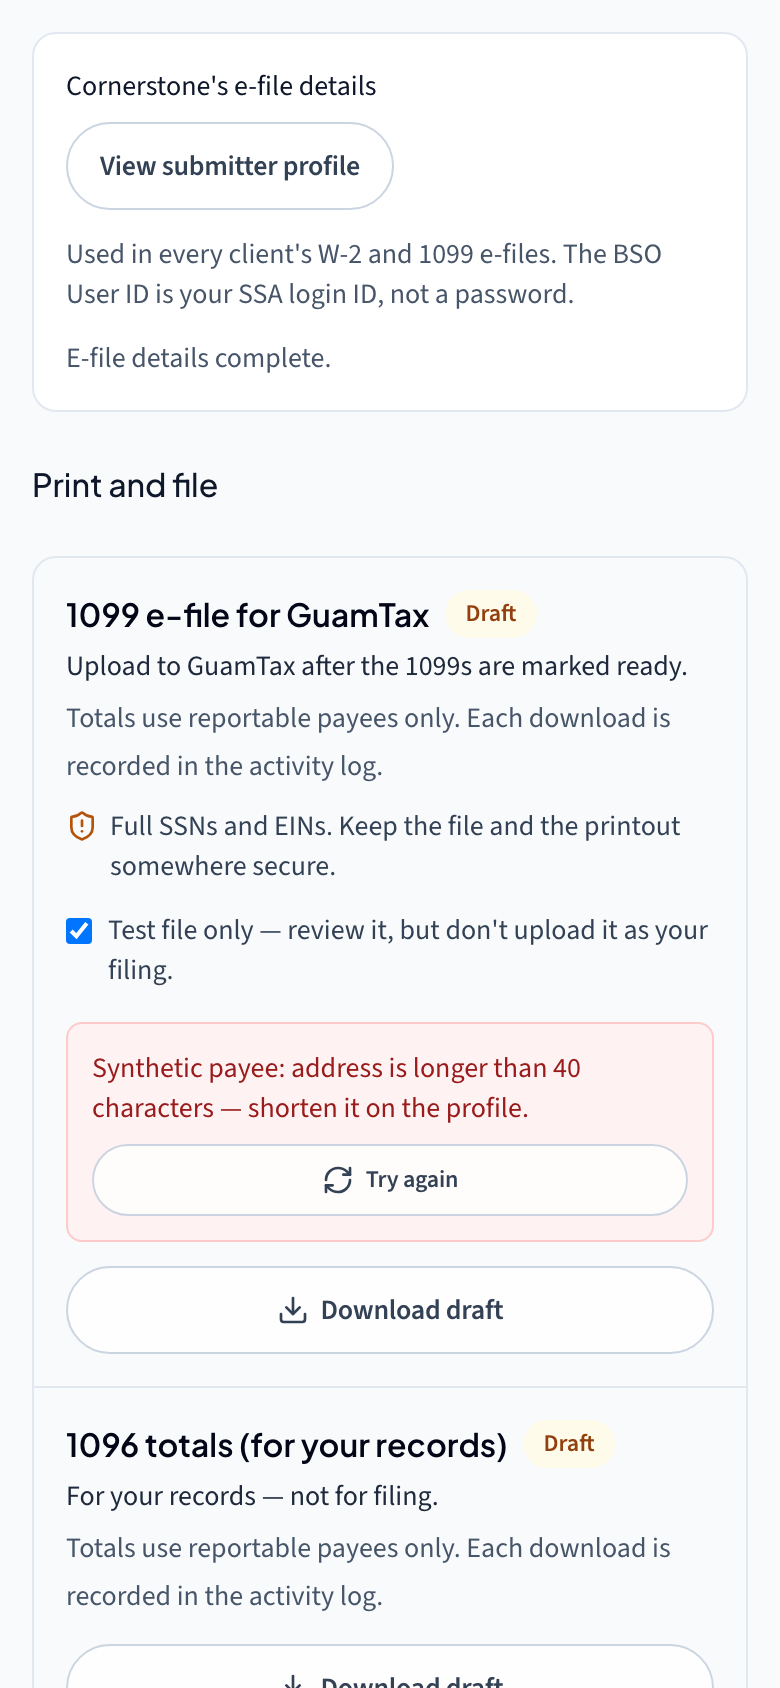 Cornerstone's e-file details
View submitter profile
Used in every client's W-2 and 1099 e-files. The BSO
User ID is your SSA login ID, not a password.
E-file details complete.
Print and file
1099 e-file for GuamTax Draft
Upload to GuamTax after the 1099s are marked ready.
Totals use reportable payees only. Each download is
recorded in the activity log.
Full SSNs and EINs. Keep the file and the printout
somewhere secure.
Test file only — review it, but don't upload it as your
filing.
Synthetic payee: address is longer than 40
characters — shorten it on the profile.
Try again
Download draft
1096 totals (for your records) Draft
For your records — not for filing.
Totals use reportable payees only. Each download is
recorded in the activity log.
Download draft